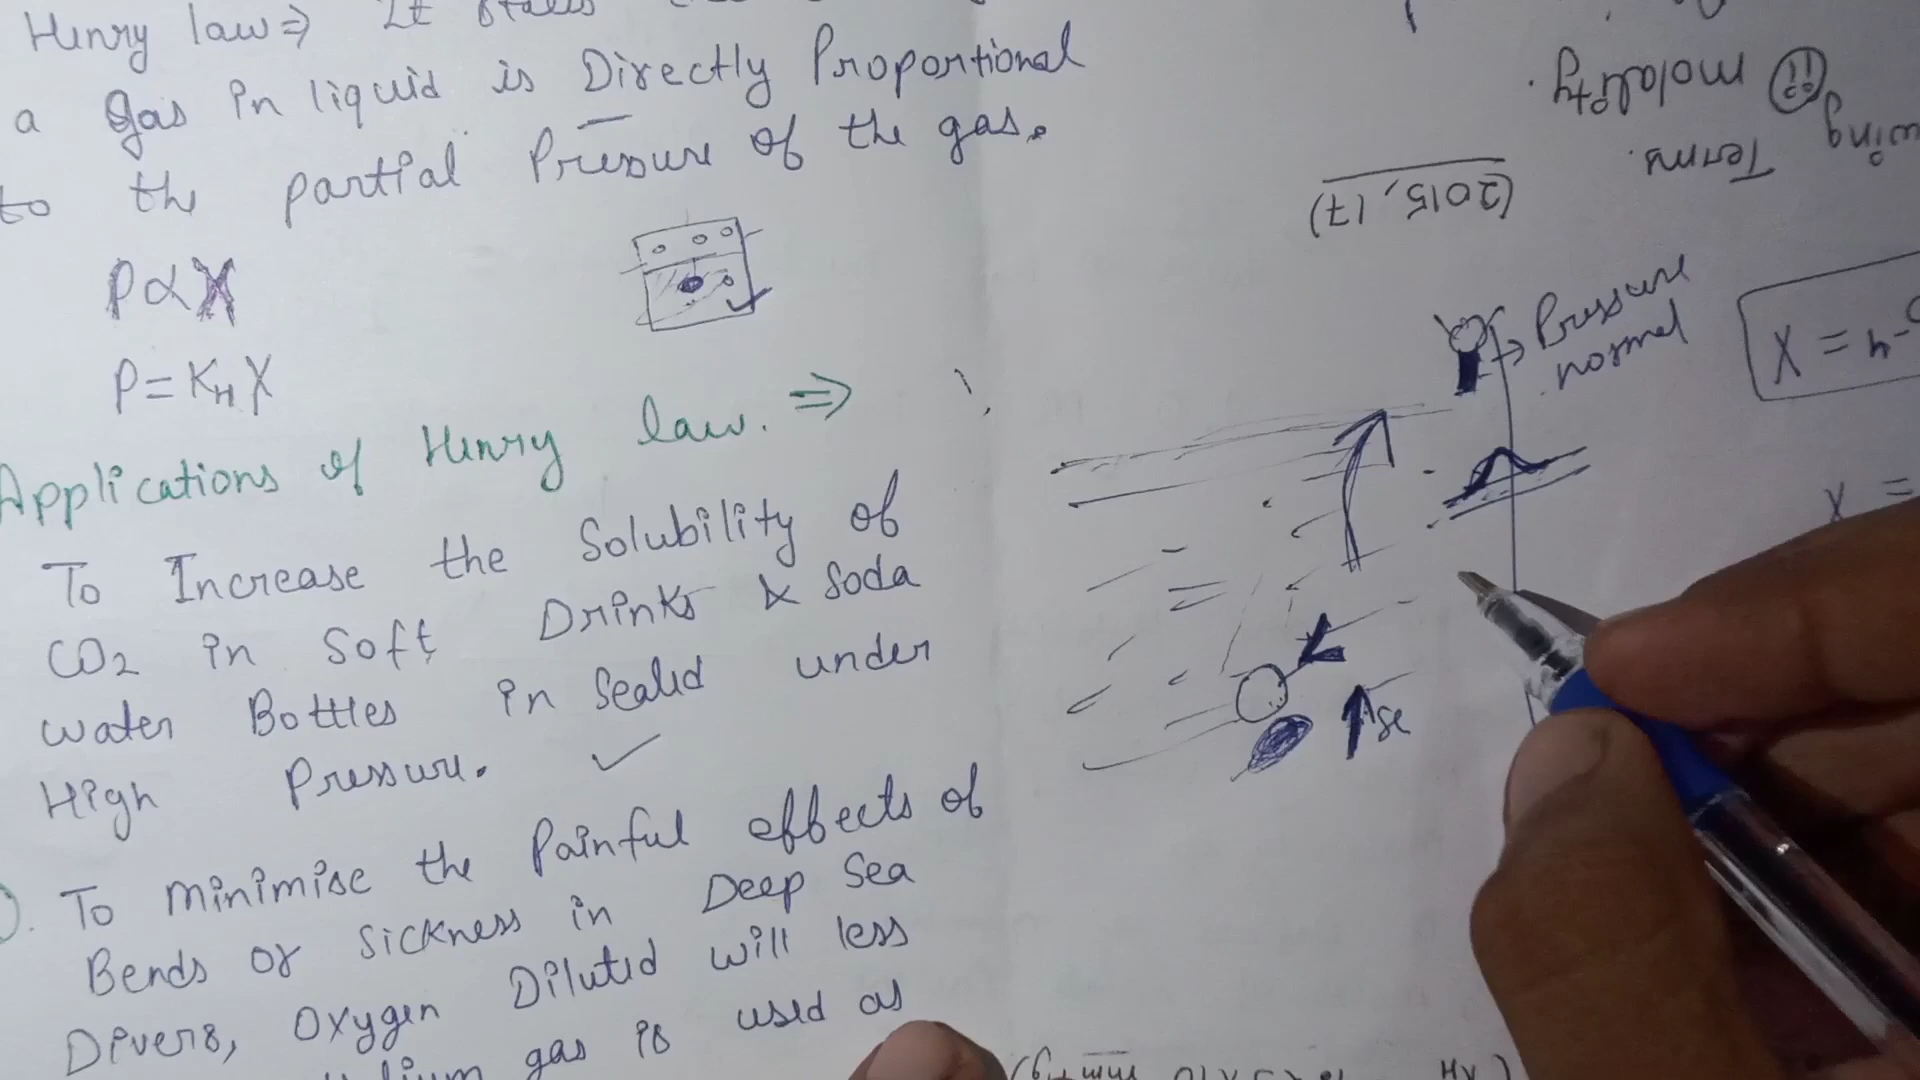 Henry law ⇒ It states
a gas in liquid is Directly Proportional
to the partial Pressure of the gas.
P∝X
P=K_H X
Applications of Henry law. ⇒
To Increase the Solubility of
CO2 in Soft Drinks & Soda
water Bottles in Sealed under
High Pressure.
To minimise the Painful effects of
Bends or Sickness in Deep Sea
Divers, Oxygen Diluted will less
gas is used as
Pressure
normal
↑se
(2015, 17)
Terms.
(ii) molality.
X =
X =